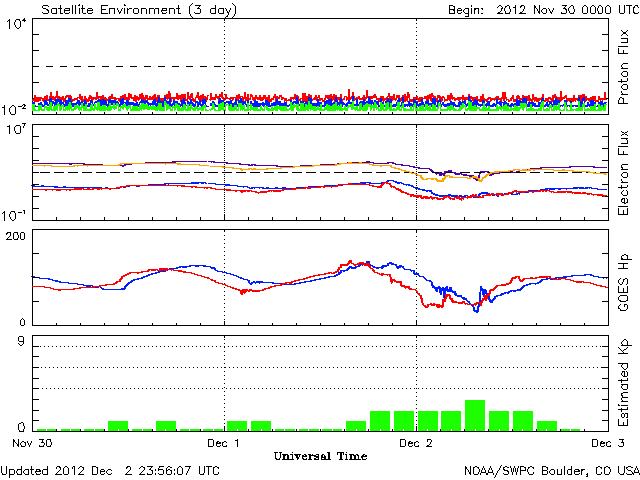 Satellite Environment (3 day) Begin: 2012 Nov 30 0000 UTC
10^4
10^-2
Proton Flux
10^7
10^-1
Electron Flux
200
0
GOES Hp
9
0
Estimated Kp
Nov 30 Dec 1 Dec 2 Dec 3
Universal Time
Updated 2012 Dec 2 23:56:07 UTC NOAA/SWPC Boulder, CO USA